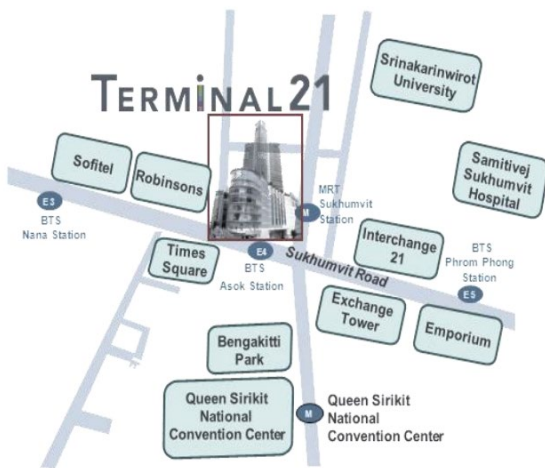 TERMINAL 21
Srinakarinwirot
University
Sofitel
Robinsons
Samitivej
Sukhumvit
Hospital
E3
BTS
Nana Station
M
MRT
Sukhumvit
Station
Interchange
21
BTS
Phrom Phong
Station
E5
Times
Square
E4
BTS
Asok Station
Sukhumvit Road
Exchange
Tower
Emporium
Bengakitti
Park
Queen Sirikit
National
Convention Center
M
Queen Sirikit
National
Convention Center